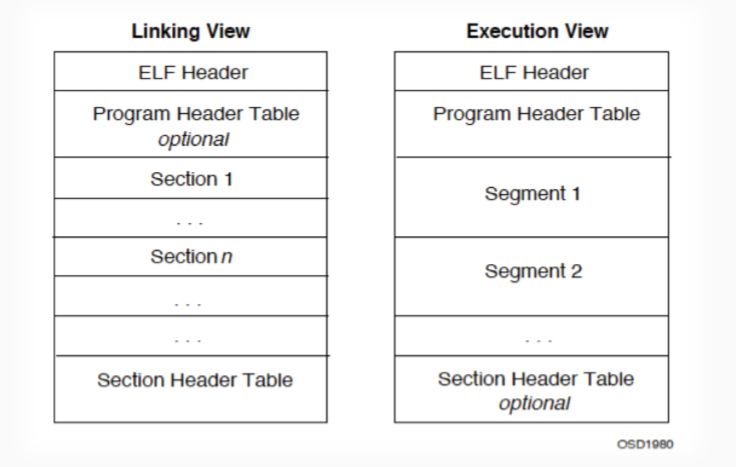 Linking View
ELF Header
Program Header Table
optional
Section 1
. . .
Section n
. . .
. . .
Section Header Table
Execution View
ELF Header
Program Header Table
Segment 1
Segment 2
. . .
Section Header Table
optional
OSD1980